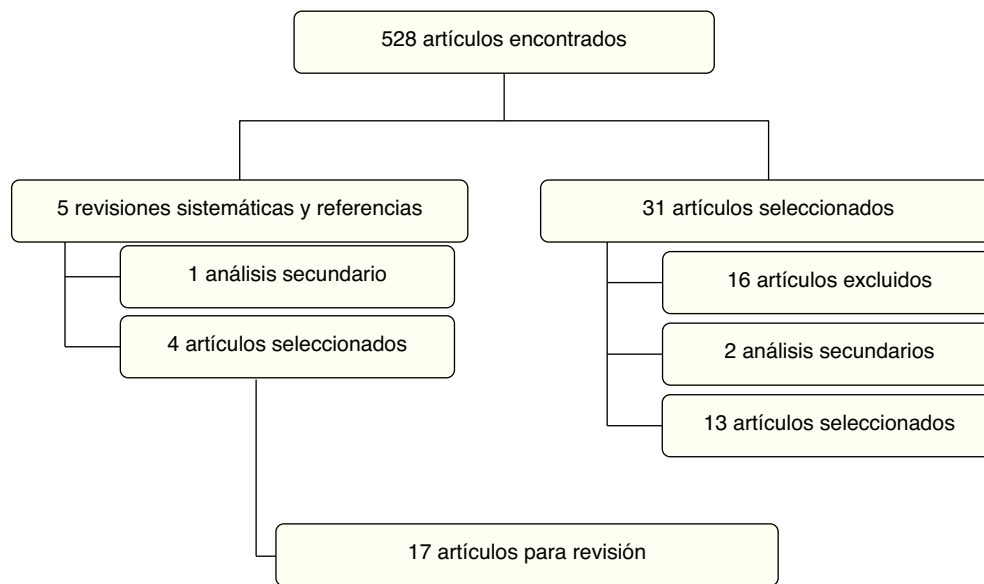 528 artículos encontrados
5 revisiones sistemáticas y referencias
1 análisis secundario
4 artículos seleccionados
31 artículos seleccionados
16 artículos excluidos
2 análisis secundarios
13 artículos seleccionados
17 artículos para revisión